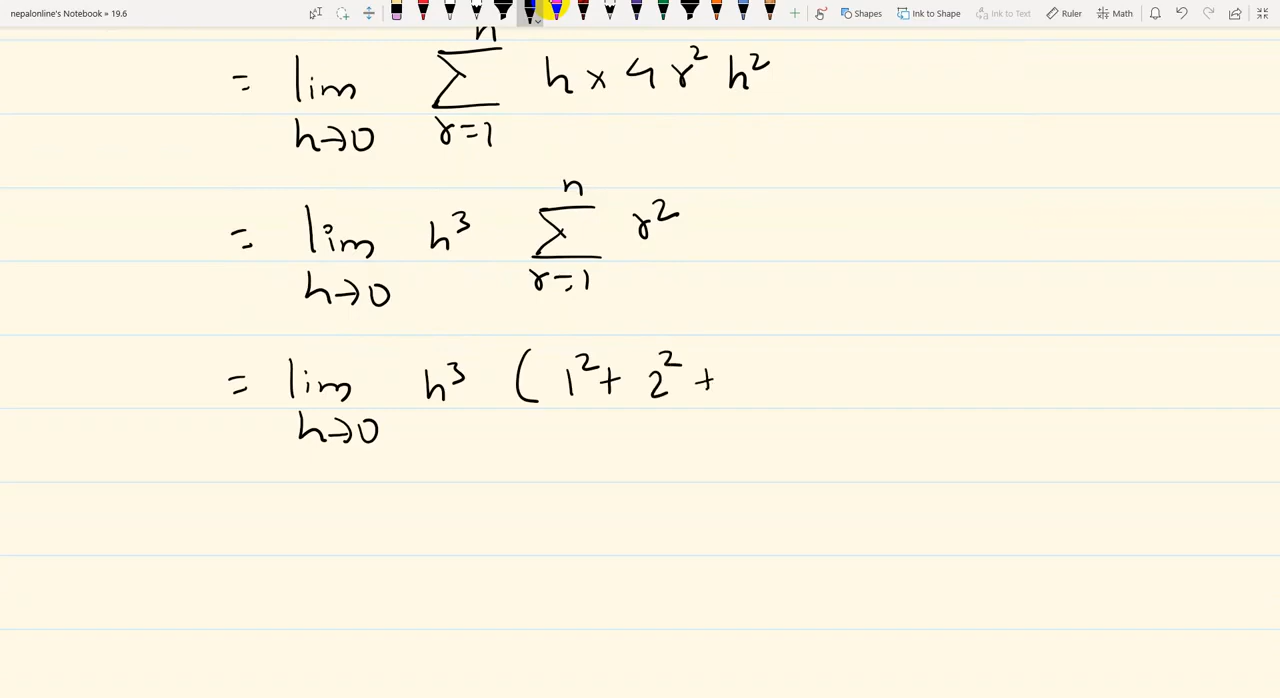 nepalonline's Notebook » 19.6 Shapes Ink to Shape Ink to Text Ruler Math
n
= lim ∑ h × 4 r² h²
h→0 r=1
n
= lim h³ ∑ r²
h→0 r=1
= lim h³ ( 1² + 2² +
h→0